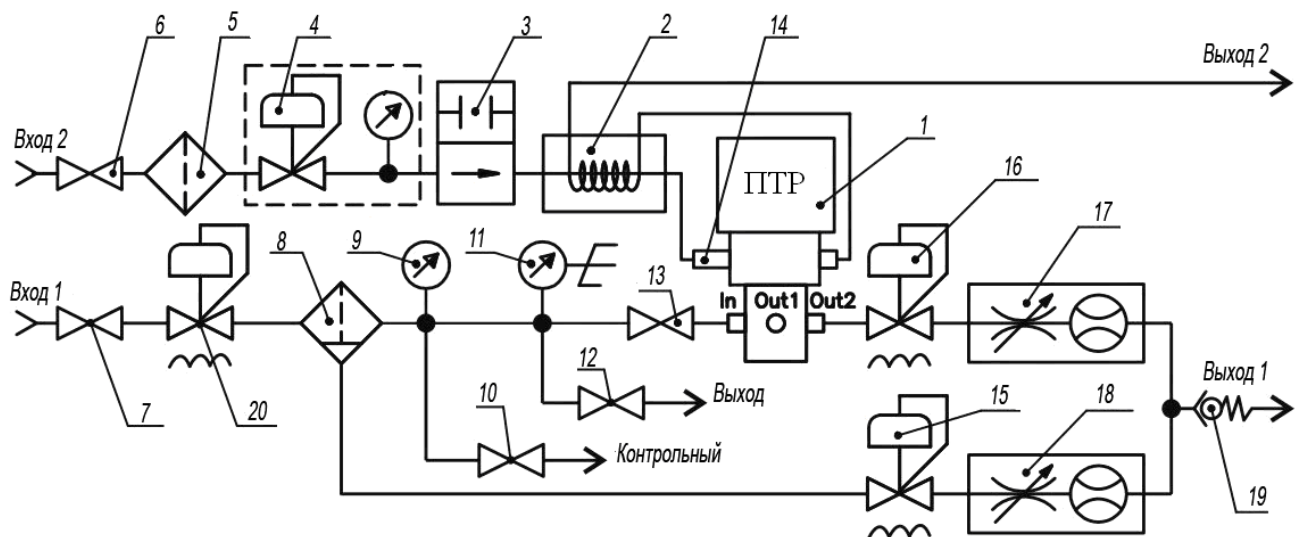 6 5 4 3 2 14 Выход 2
1
Вход 2
ПТР
16
17
8 9 11
Вход 1
13 In Out1 Out2
12
Выход
Выход 1
15 18
7 20 10
Контрольный
19